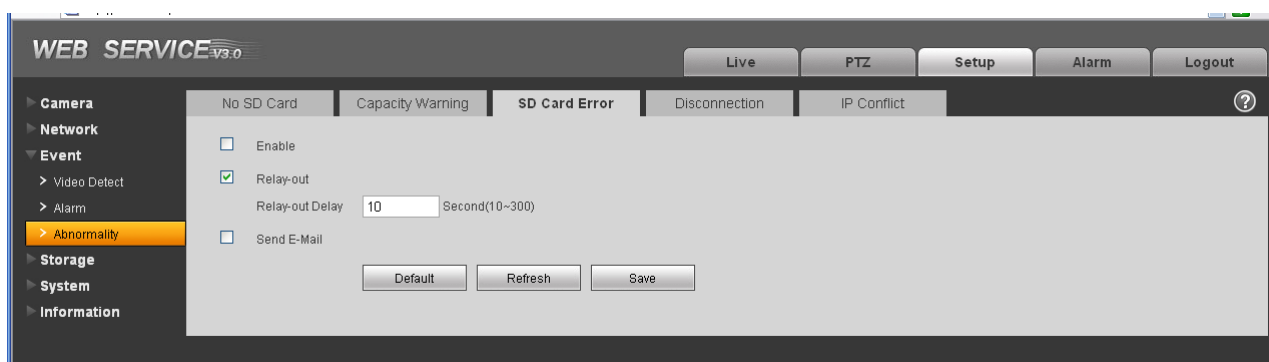 WEB SERVICE V3.0
Live PTZ Setup Alarm Logout
Camera
Network
Event
> Video Detect
> Alarm
> Abnormality
Storage
System
Information
No SD Card Capacity Warning SD Card Error Disconnection IP Conflict ?
Enable
Relay-out
Relay-out Delay 10 Second(10~300)
Send E-Mail
Default Refresh Save